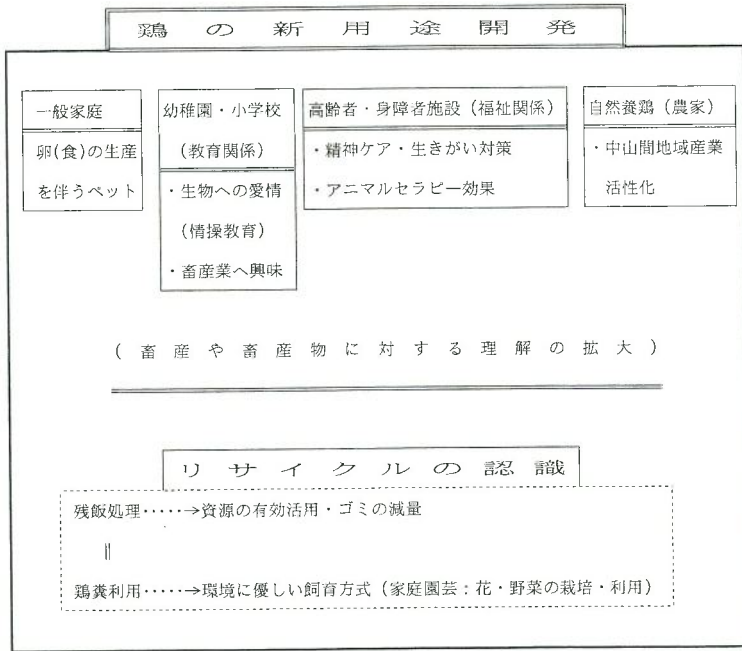 鶏の新用途開発
一般家庭
卵(食)の生産
を伴うペット
幼稚園・小学校
(教育関係)
・生物への愛情
(情操教育)
・畜産業へ興味
高齢者・身障者施設(福祉関係)
・精神ケア・生きがい対策
・アニマルセラピー効果
自然養鶏(農家)
・中山間地域産業
活性化
(畜産や畜産物に対する理解の拡大)
リサイクルの認識
残飯処理‥‥‥→資源の有効活用・ゴミの減量
||
鶏糞利用‥‥‥→環境に優しい飼育方式(家庭園芸:花・野菜の栽培・利用)